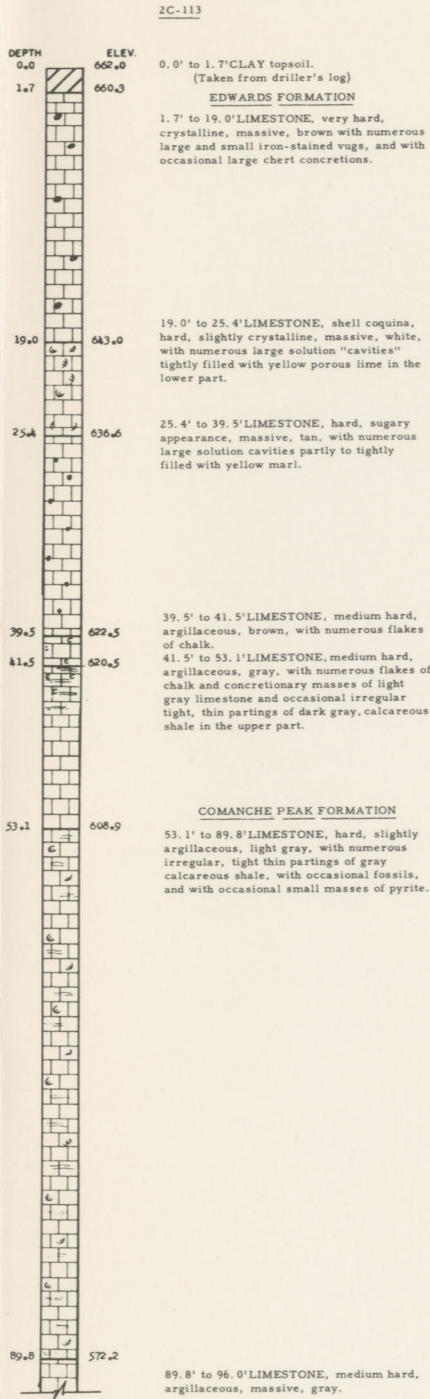 2C-113
DEPTH ELEV.
0.0 662.0 0.0' to 1.7'CLAY topsoil.
(Taken from driller's log)
1.7 660.3 EDWARDS FORMATION
1.7' to 19.0'LIMESTONE, very hard,
crystalline, massive, brown with numerous
large and small iron-stained vugs, and with
occasional large chert concretions.
19.0 643.0 19.0' to 25.4'LIMESTONE, shell coquina,
hard, slightly crystalline, massive, white,
with numerous large solution "cavities"
tightly filled with yellow porous lime in the
lower part.
25.4 636.6 25.4' to 39.5'LIMESTONE, hard, sugary
appearance, massive, tan, with numerous
large solution cavities partly to tightly
filled with yellow marl.
39.5 622.5 39.5' to 41.5'LIMESTONE, medium hard,
argillaceous, brown, with numerous flakes
of chalk.
41.5 620.5 41.5' to 53.1'LIMESTONE, medium hard,
argillaceous, gray, with numerous flakes of
chalk and concretionary masses of light
gray limestone and occasional irregular
tight, thin partings of dark gray, calcareous
shale in the upper part.
COMANCHE PEAK FORMATION
53.1 608.9 53.1' to 89.8'LIMESTONE, hard, slightly
argillaceous, light gray, with numerous
irregular, tight thin partings of gray
calcareous shale, with occasional fossils,
and with occasional small masses of pyrite.
89.8 572.2
89.8' to 96.0'LIMESTONE, medium hard,
argillaceous, massive, gray.